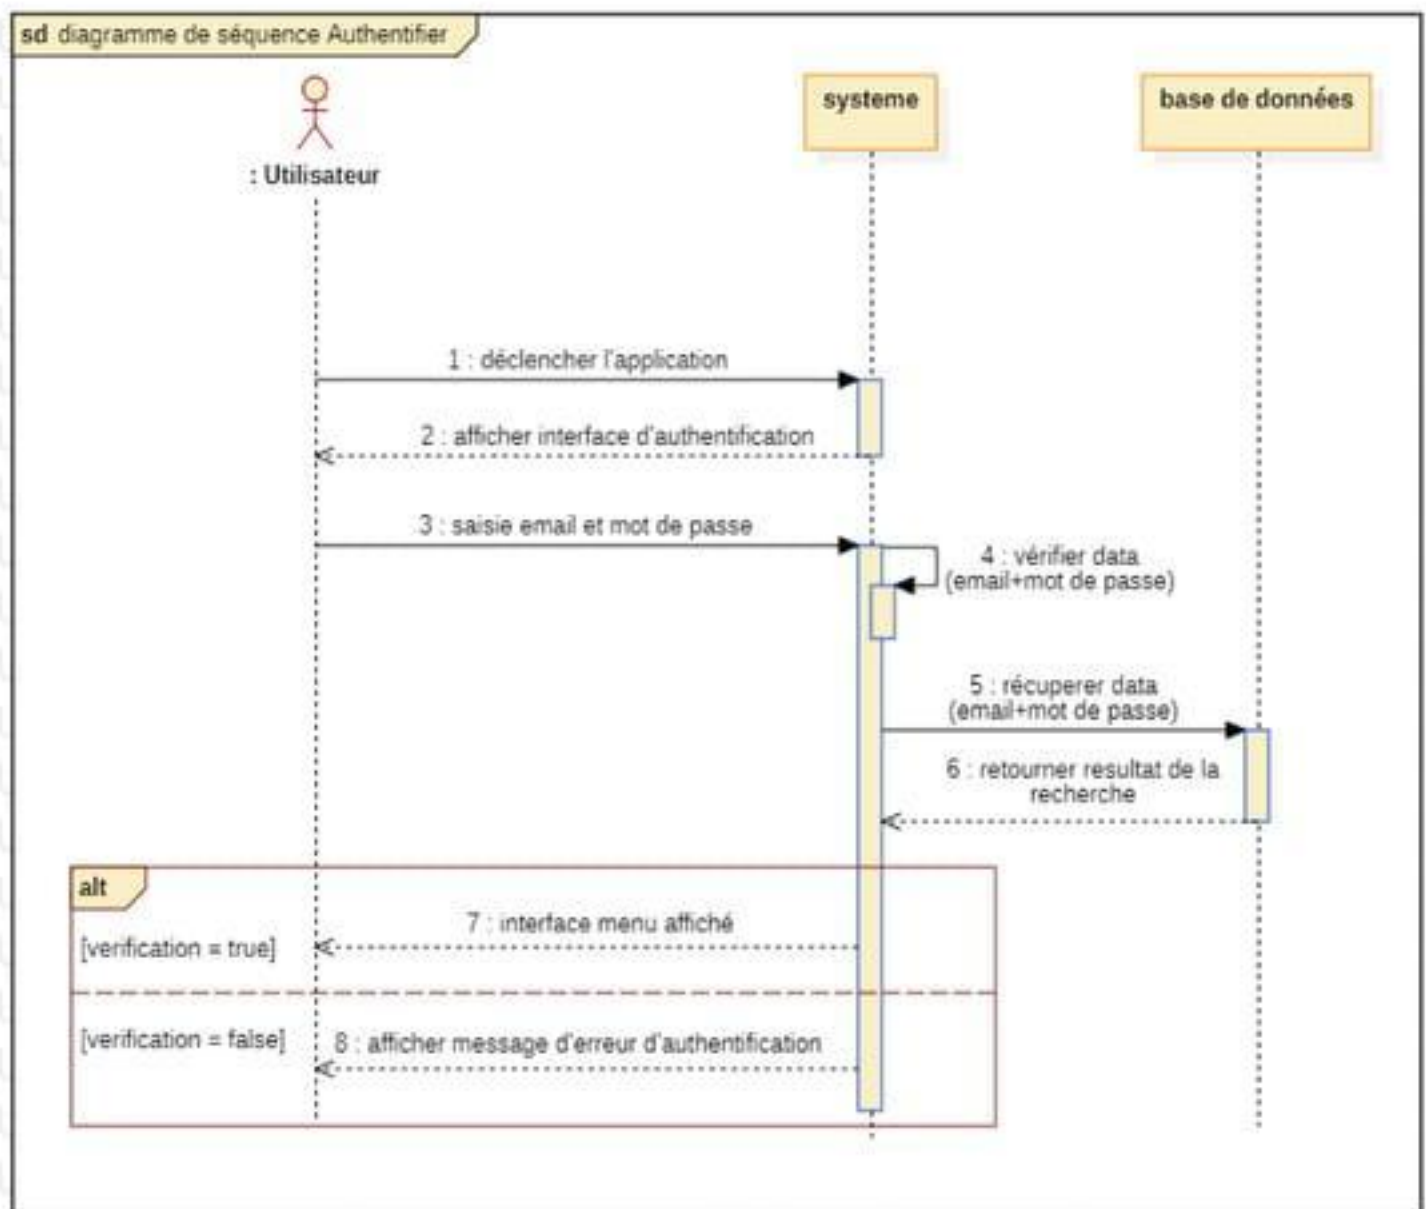 sd diagramme de séquence Authentifier
systeme
base de données
: Utilisateur
1 : déclencher l'application
2 : afficher interface d'authentification
3 : saisie email et mot de passe
4 : vérifier data
(email+mot de passe)
5 : récuperer data
(email+mot de passe)
6 : retourner resultat de la
recherche
alt
7 : interface menu affiché
[verification = true]
[verification = false]
8 : afficher message d'erreur d'authentification